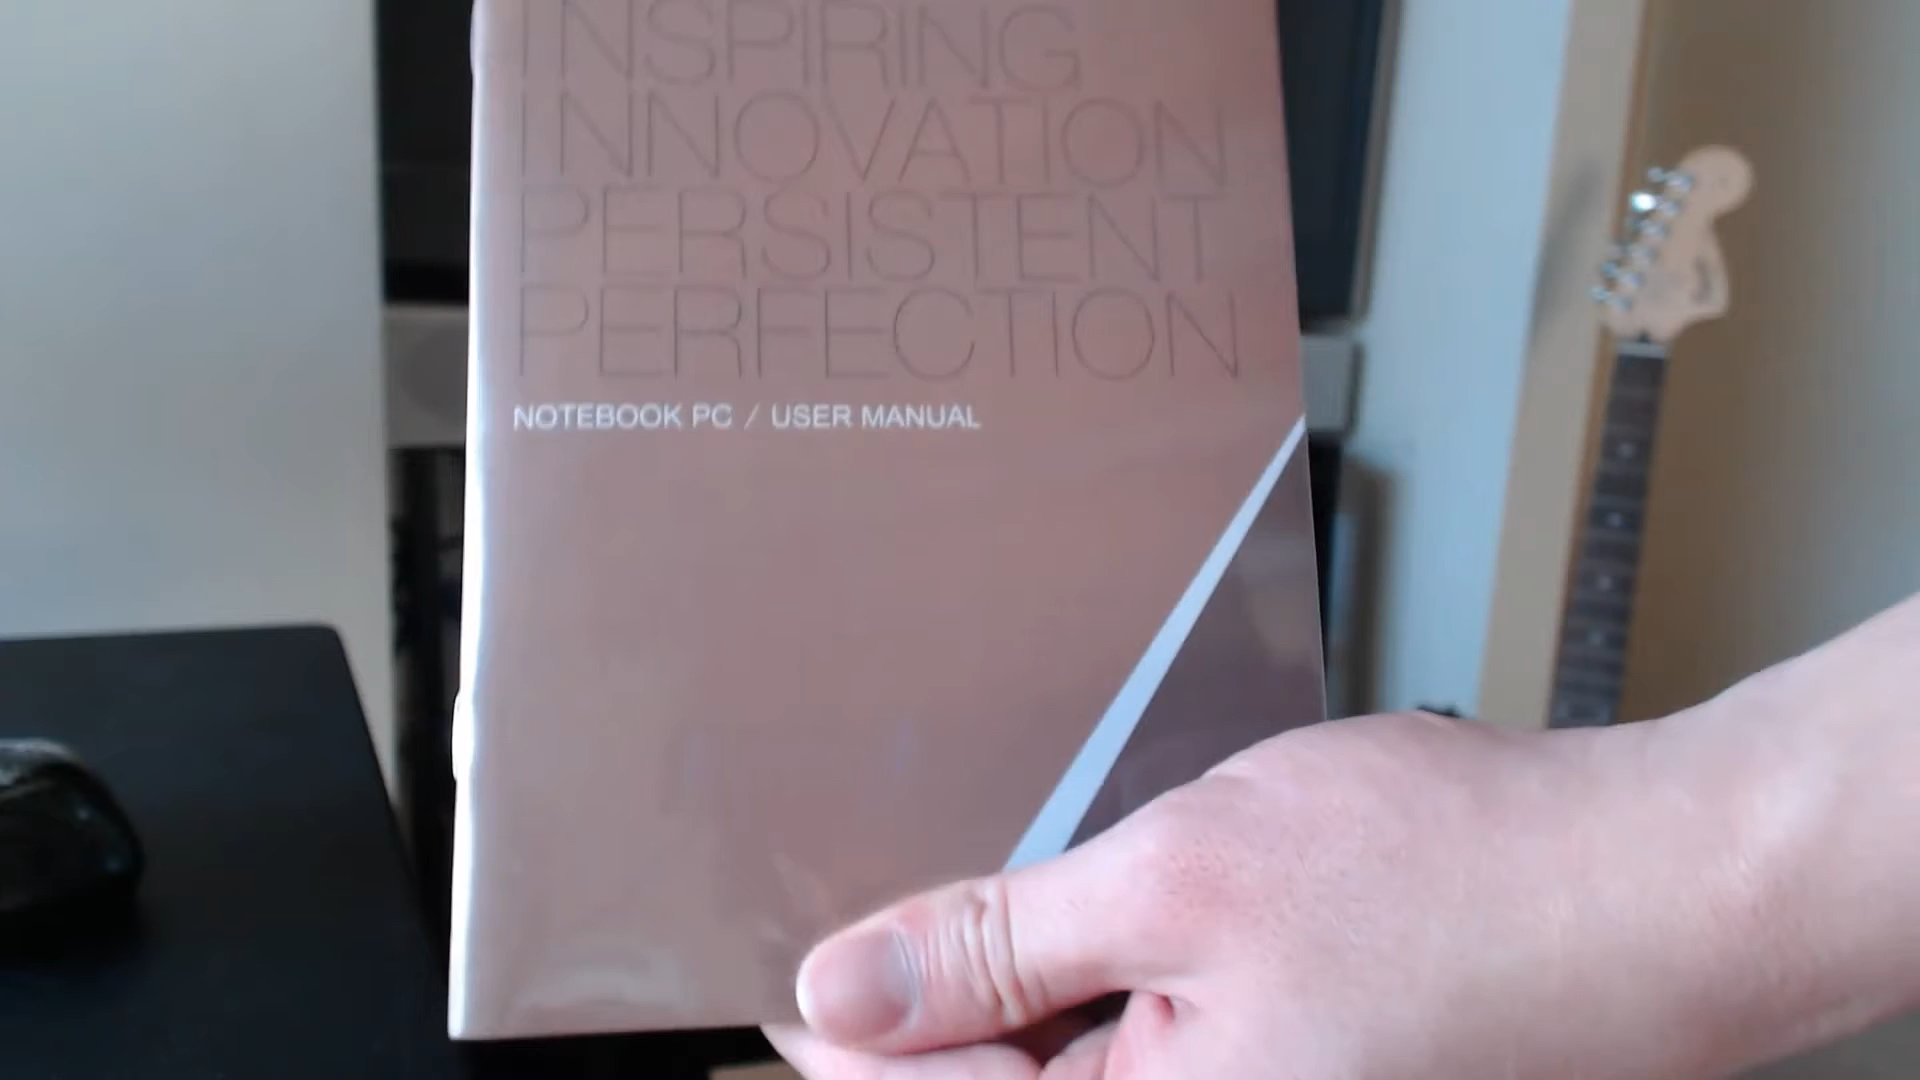 INSPIRING
INNOVATION
PERSISTENT
PERFECTION
NOTEBOOK PC / USER MANUAL